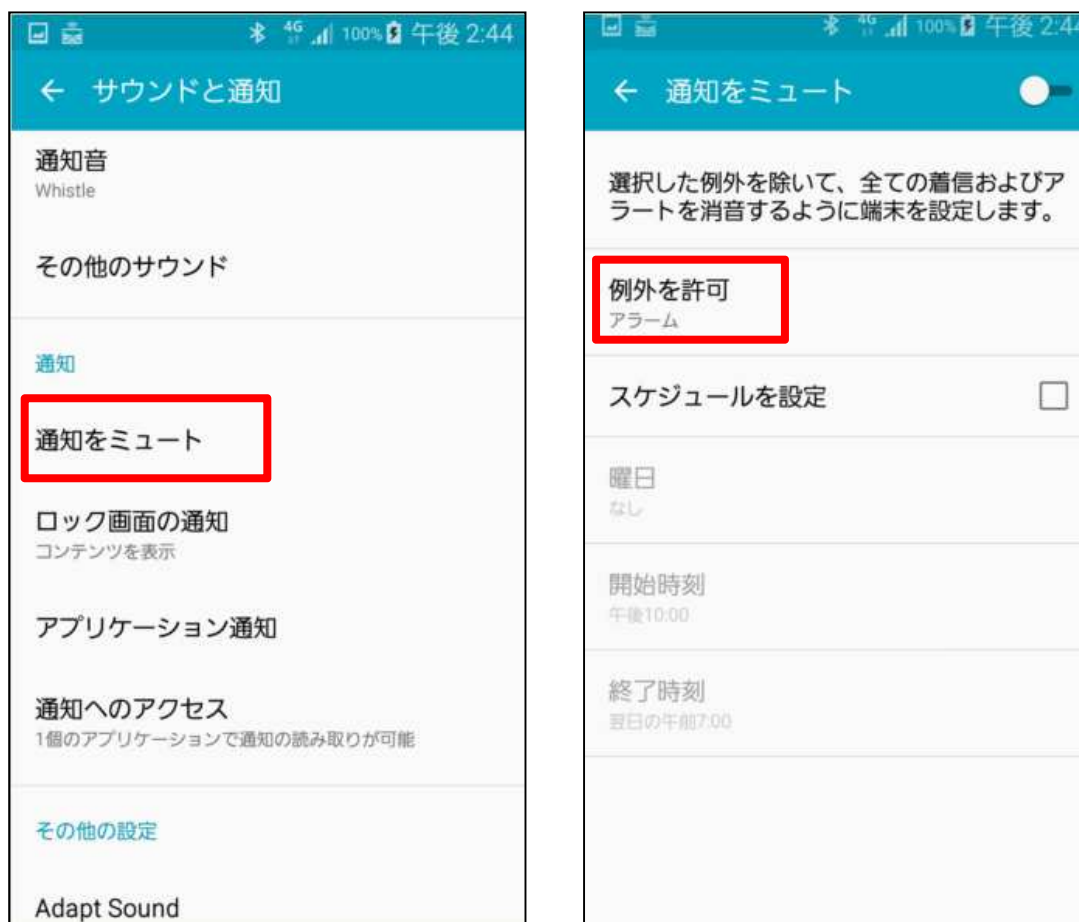 4G 100% 午後 2:44
サウンドと通知
通知音
Whistle
その他のサウンド
通知
通知をミュート
ロック画面の通知
コンテンツを表示
アプリケーション通知
通知へのアクセス
1個のアプリケーションで通知の読み取りが可能
その他の設定
Adapt Sound
4G 100% 午後 2:44
通知をミュート
選択した例外を除いて、全ての着信およびア
ラートを消音するように端末を設定します。
例外を許可
アラーム
スケジュールを設定
曜日
なし
開始時刻
午後10:00
終了時刻
翌日の午前7:00